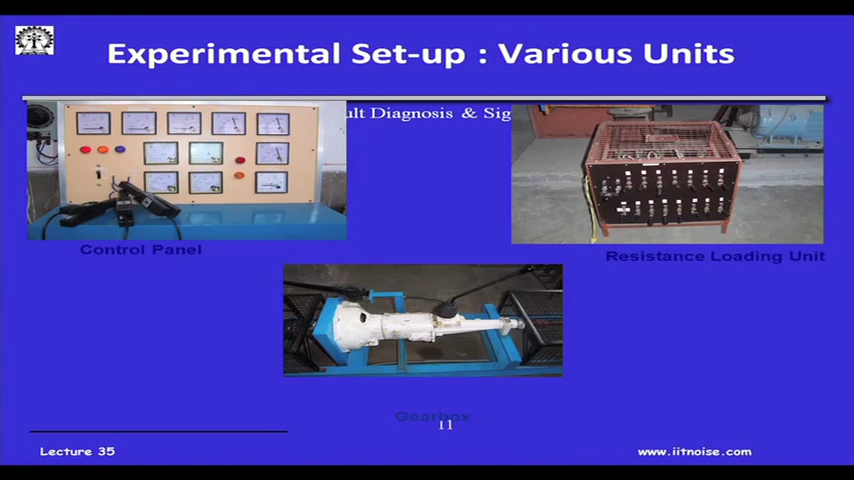 Experimental Set-up : Various Units
ult Diagnosis & Sig
Control Panel
Resistance Loading Unit
Gearbox
11
Lecture 35
www.iitnoise.com